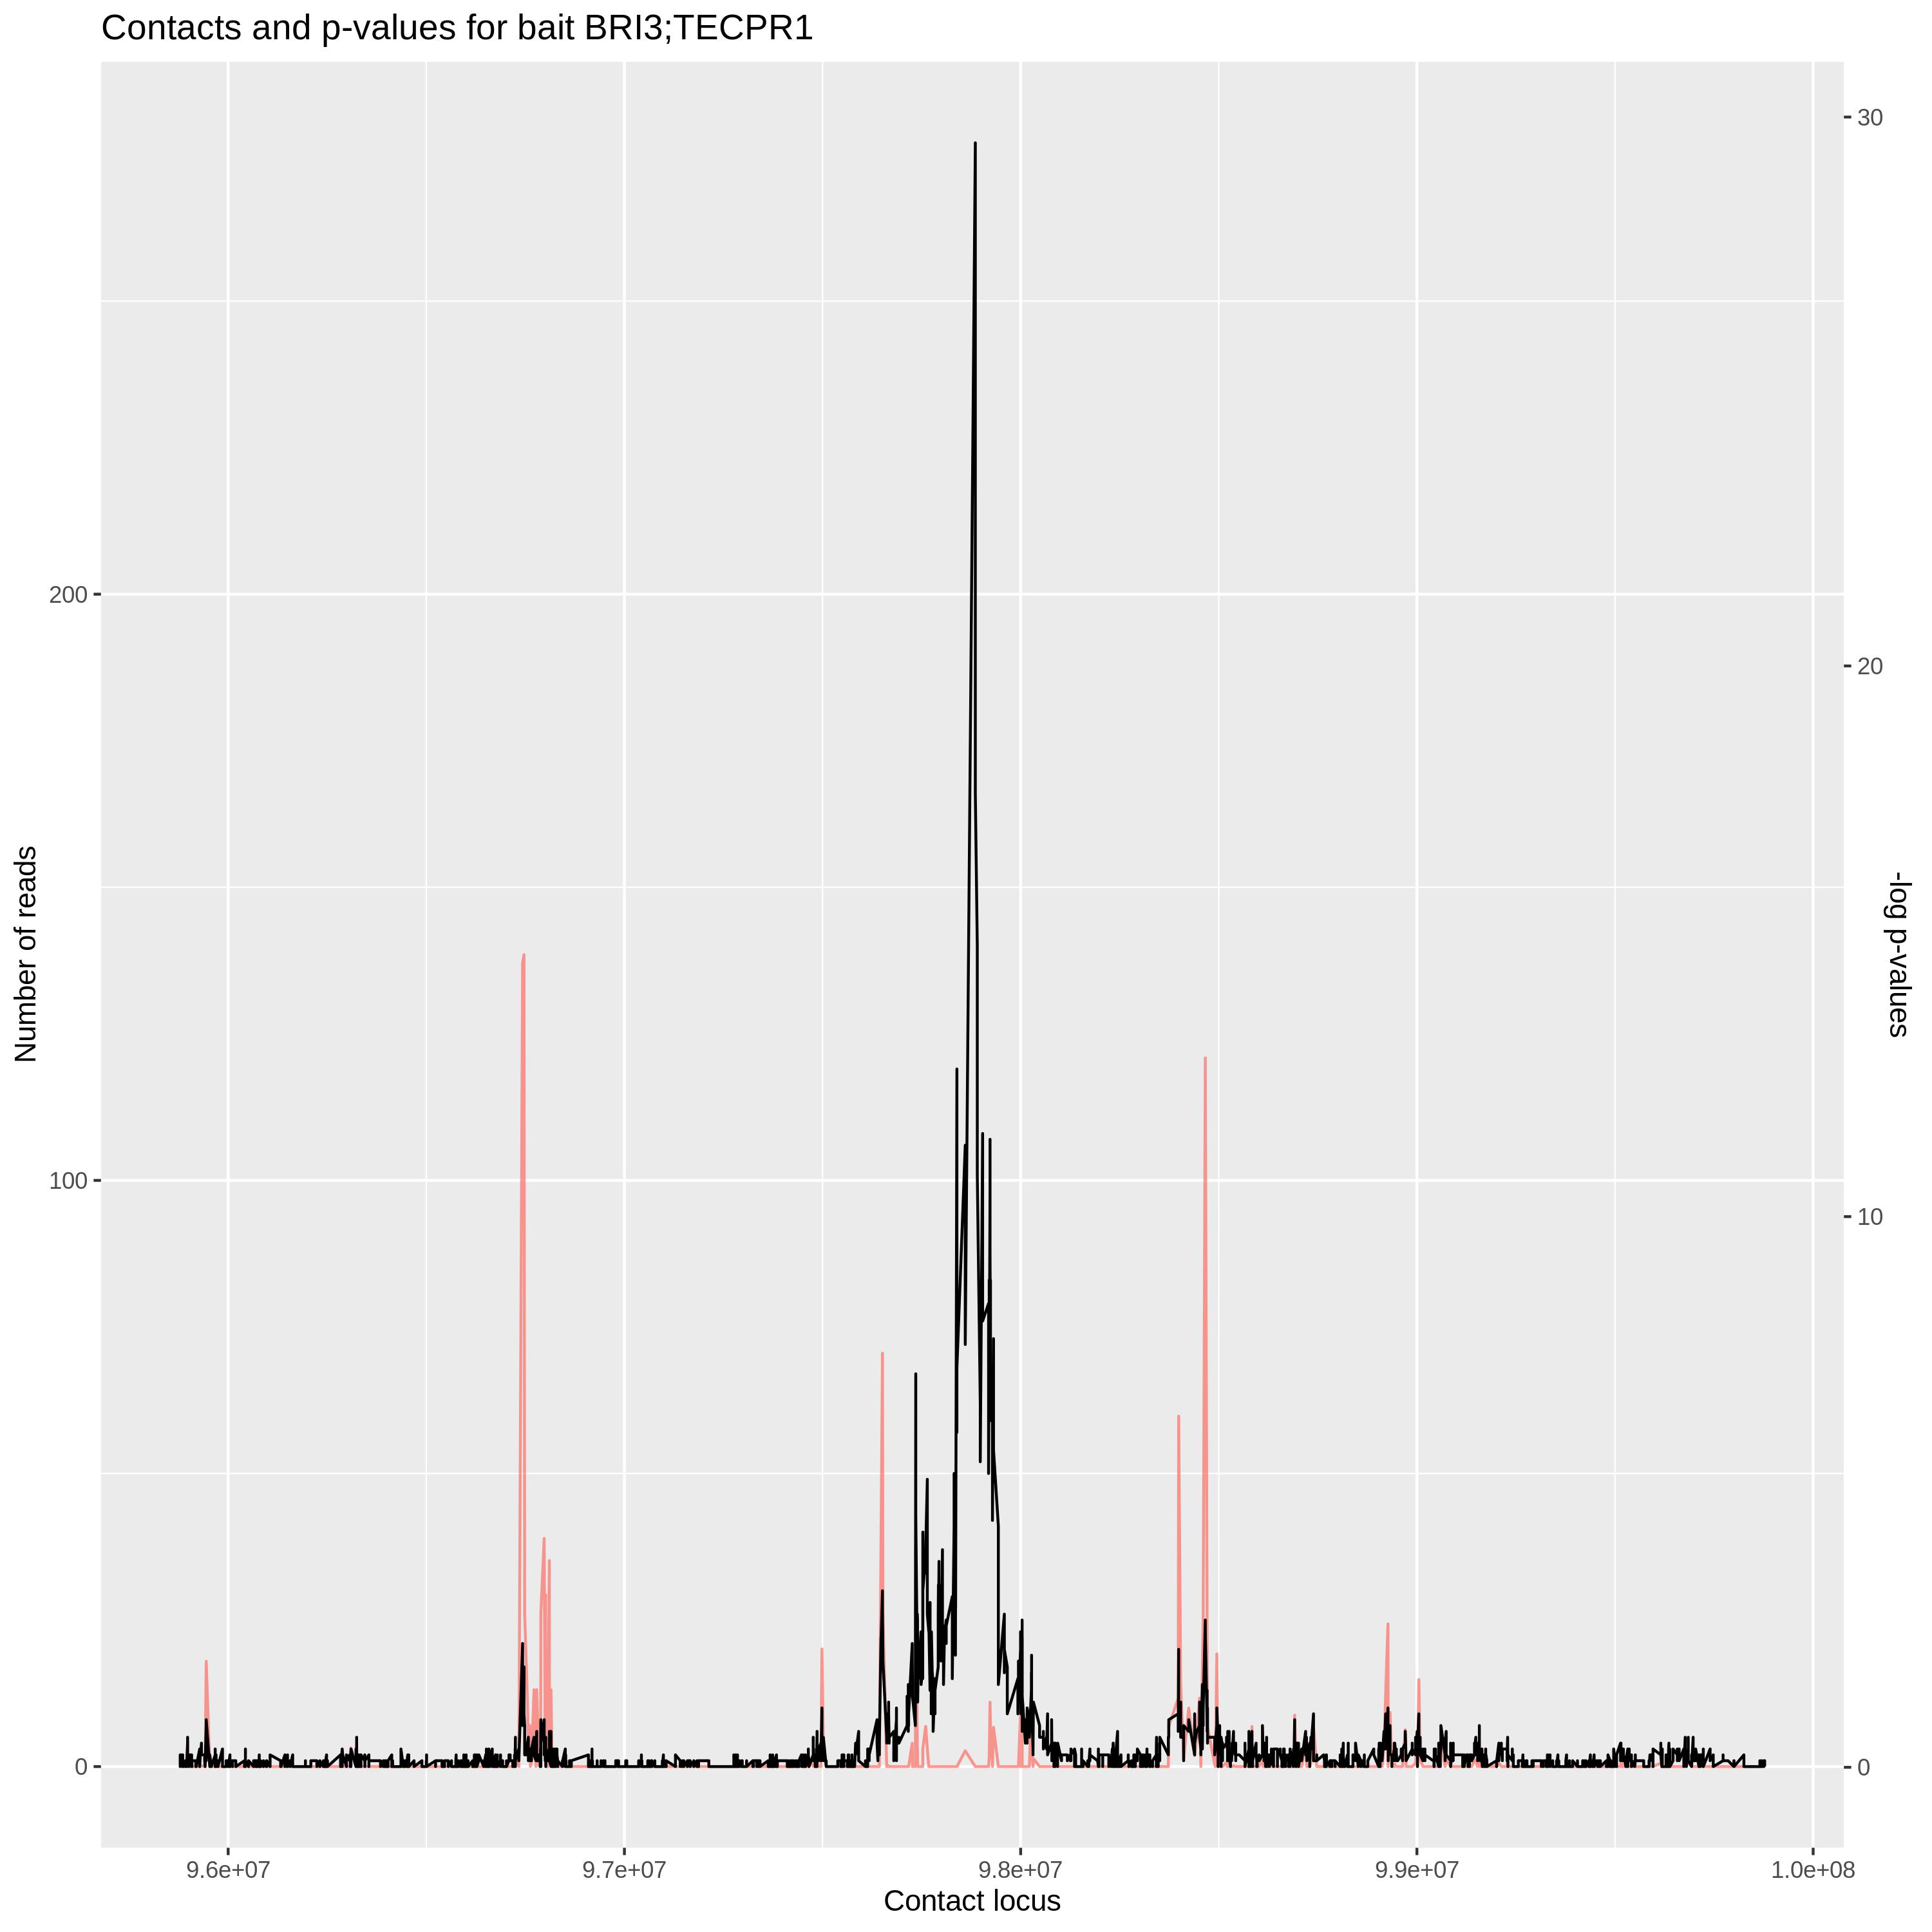 Contacts and p-values for bait BRI3;TECPR1
30
200
20
Number of reads
-log p-values
100
10
0
0
9.6e+07
9.7e+07
9.8e+07
9.9e+07
1.0e+08
Contact locus